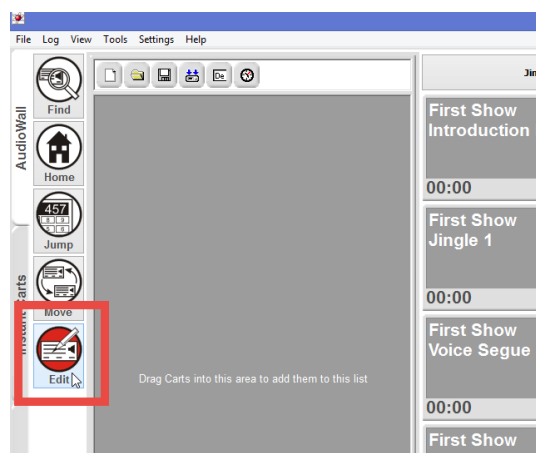 File Log View Tools Settings Help
AudioWall
Find
Home
457
Jump
Move
Edit
De
Drag Carts into this area to add them to this list
First Show
Introduction
00:00
First Show
Jingle 1
00:00
First Show
Voice Segue
00:00
First Show